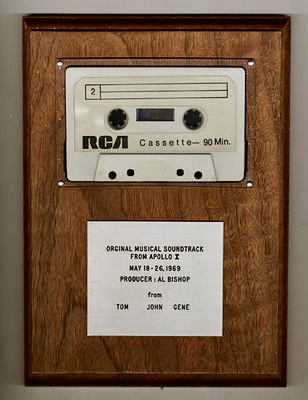 2
RCA Cassette— 90 Min.
ORGINAL MUSICAL SOUNDTRACK
FROM APOLLO X
MAY 18-26, 1969
PRODUCER: AL BISHOP
from
TOM JOHN GENE